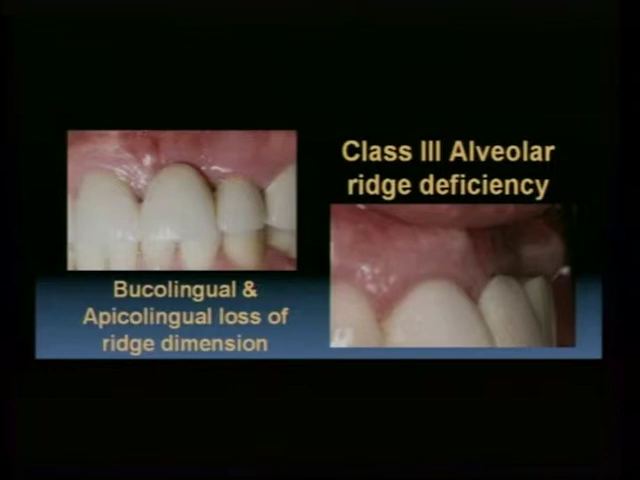 Class III Alveolar
ridge deficiency
Bucolingual &
Apicolingual loss of
ridge dimension